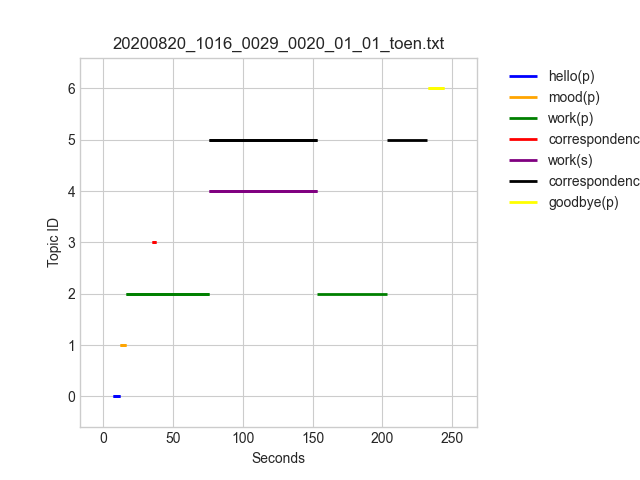 20200820_1016_0029_0020_01_01_toen.txt
hello(p)
mood(p)
work(p)
correspondenc
work(s)
correspondenc
goodbye(p)
Topic ID
6
5
4
3
2
1
0
0 50 100 150 200 250
Seconds